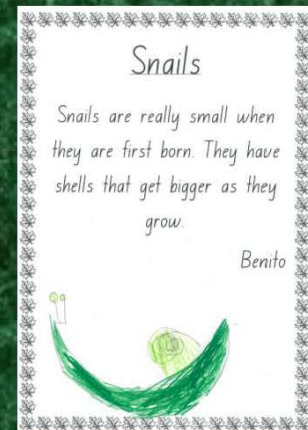 Snails
Snails are really small when
they are first born. They have
shells that get bigger as they
grow.
Benito